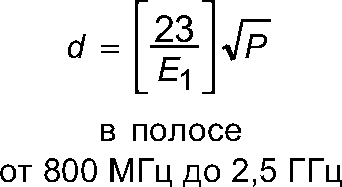 d = [23/E₁]√P
в полосе
от 800 МГц до 2,5 ГГц